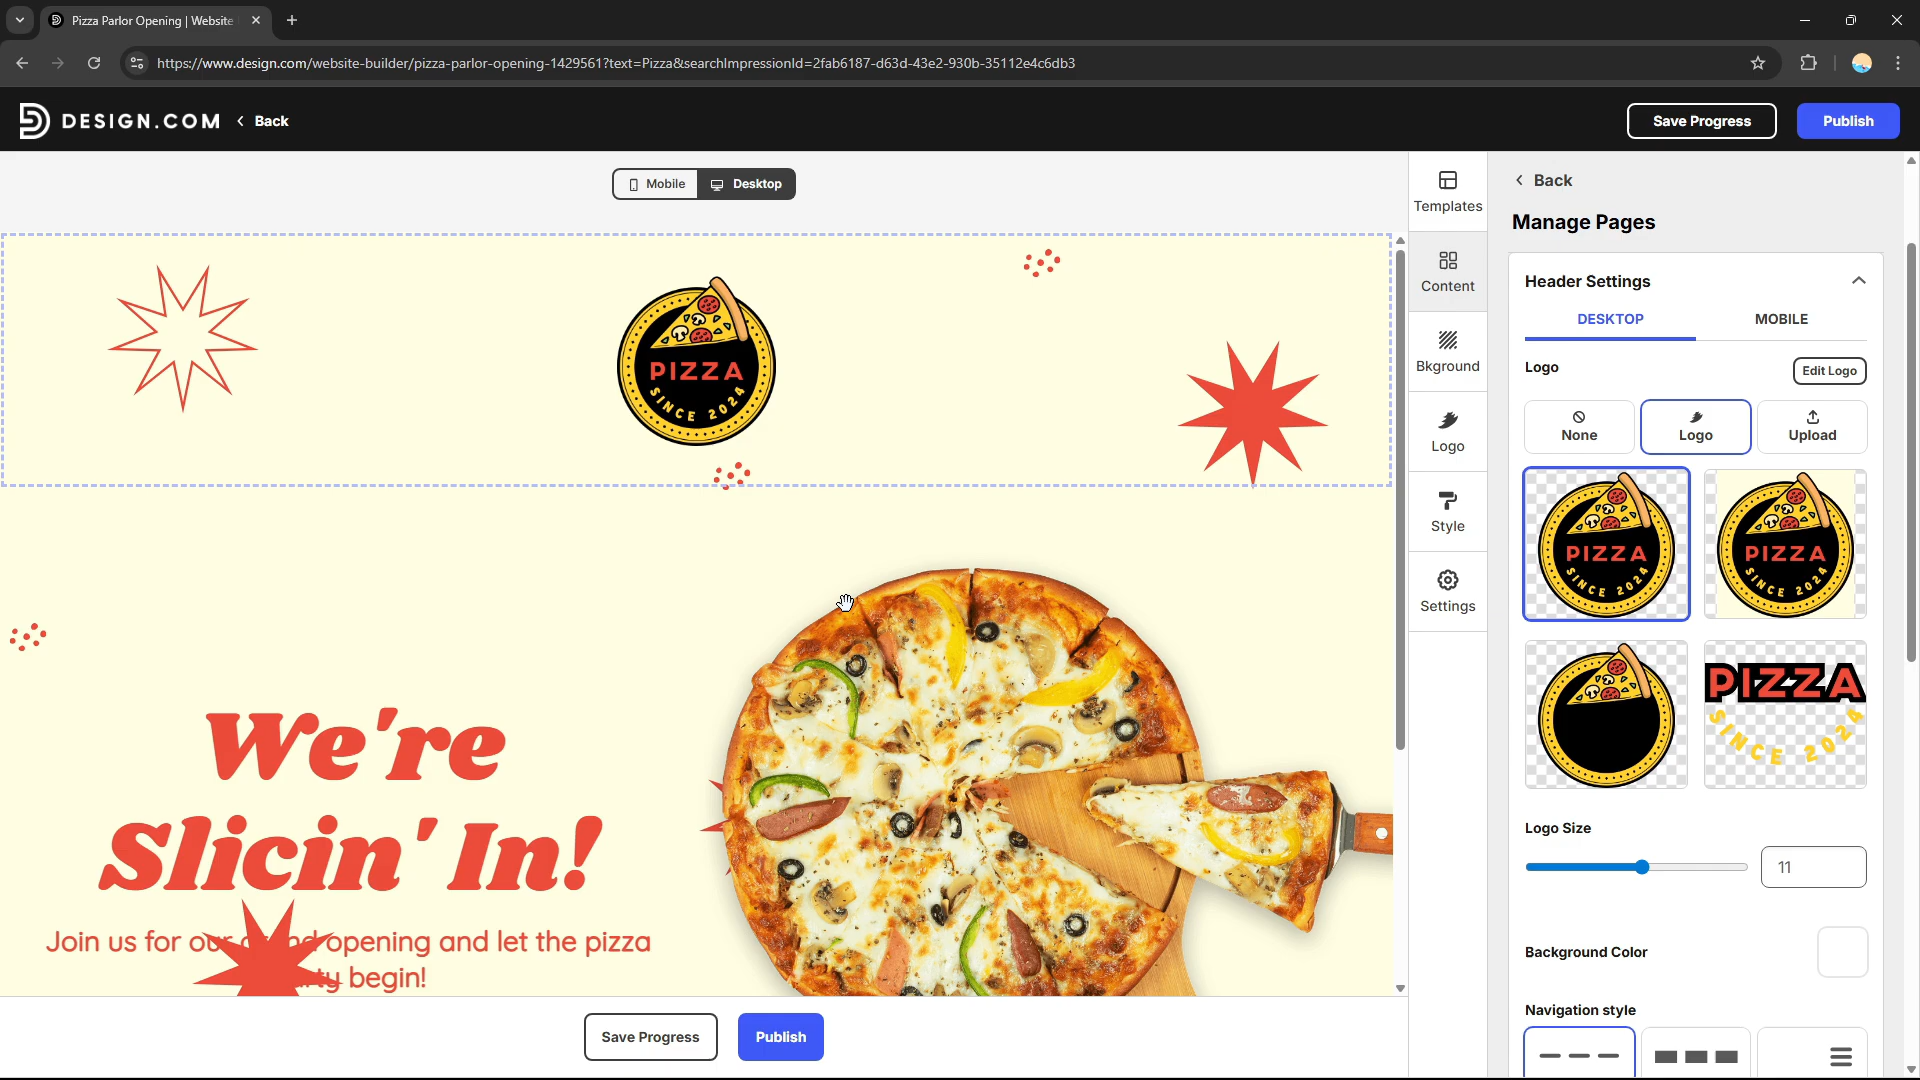 Pizza Parlor Opening | Website
https://www.design.com/website-builder/pizza-parlor-opening-1429561?text=Pizza&searchImpressionId=2fab6187-d63d-43e2-930b-35112e4c6db3
DESIGN.COM
Back
Save Progress
Publish
Mobile
Desktop
PIZZA
SINCE 2024
We're
Slicin' In!
Join us for our grand opening and let the pizza
party begin!
Save Progress
Publish
Templates
Content
Bkground
Logo
Style
Settings
Back
Manage Pages
Header Settings
DESKTOP
MOBILE
Logo
Edit Logo
None
Logo
Upload
PIZZA
SINCE 2024
PIZZA
SINCE 2024
PIZZA
SINCE 2024
Logo Size
11
Background Color
Navigation style